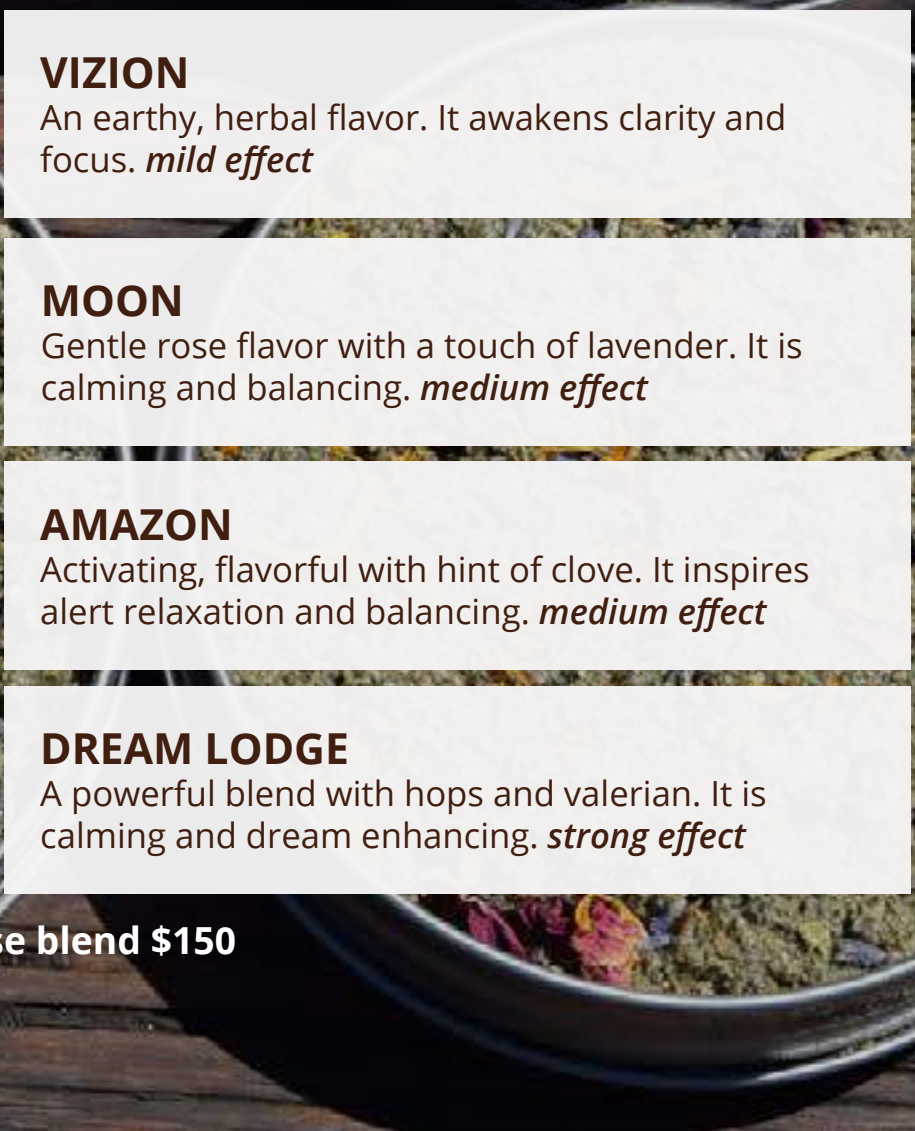 VIZION
An earthy, herbal flavor. It awakens clarity and
focus. mild effect
MOON
Gentle rose flavor with a touch of lavender. It is
calming and balancing. medium effect
AMAZON
Activating, flavorful with hint of clove. It inspires
alert relaxation and balancing. medium effect
DREAM LODGE
A powerful blend with hops and valerian. It is
calming and dream enhancing. strong effect
blend $150